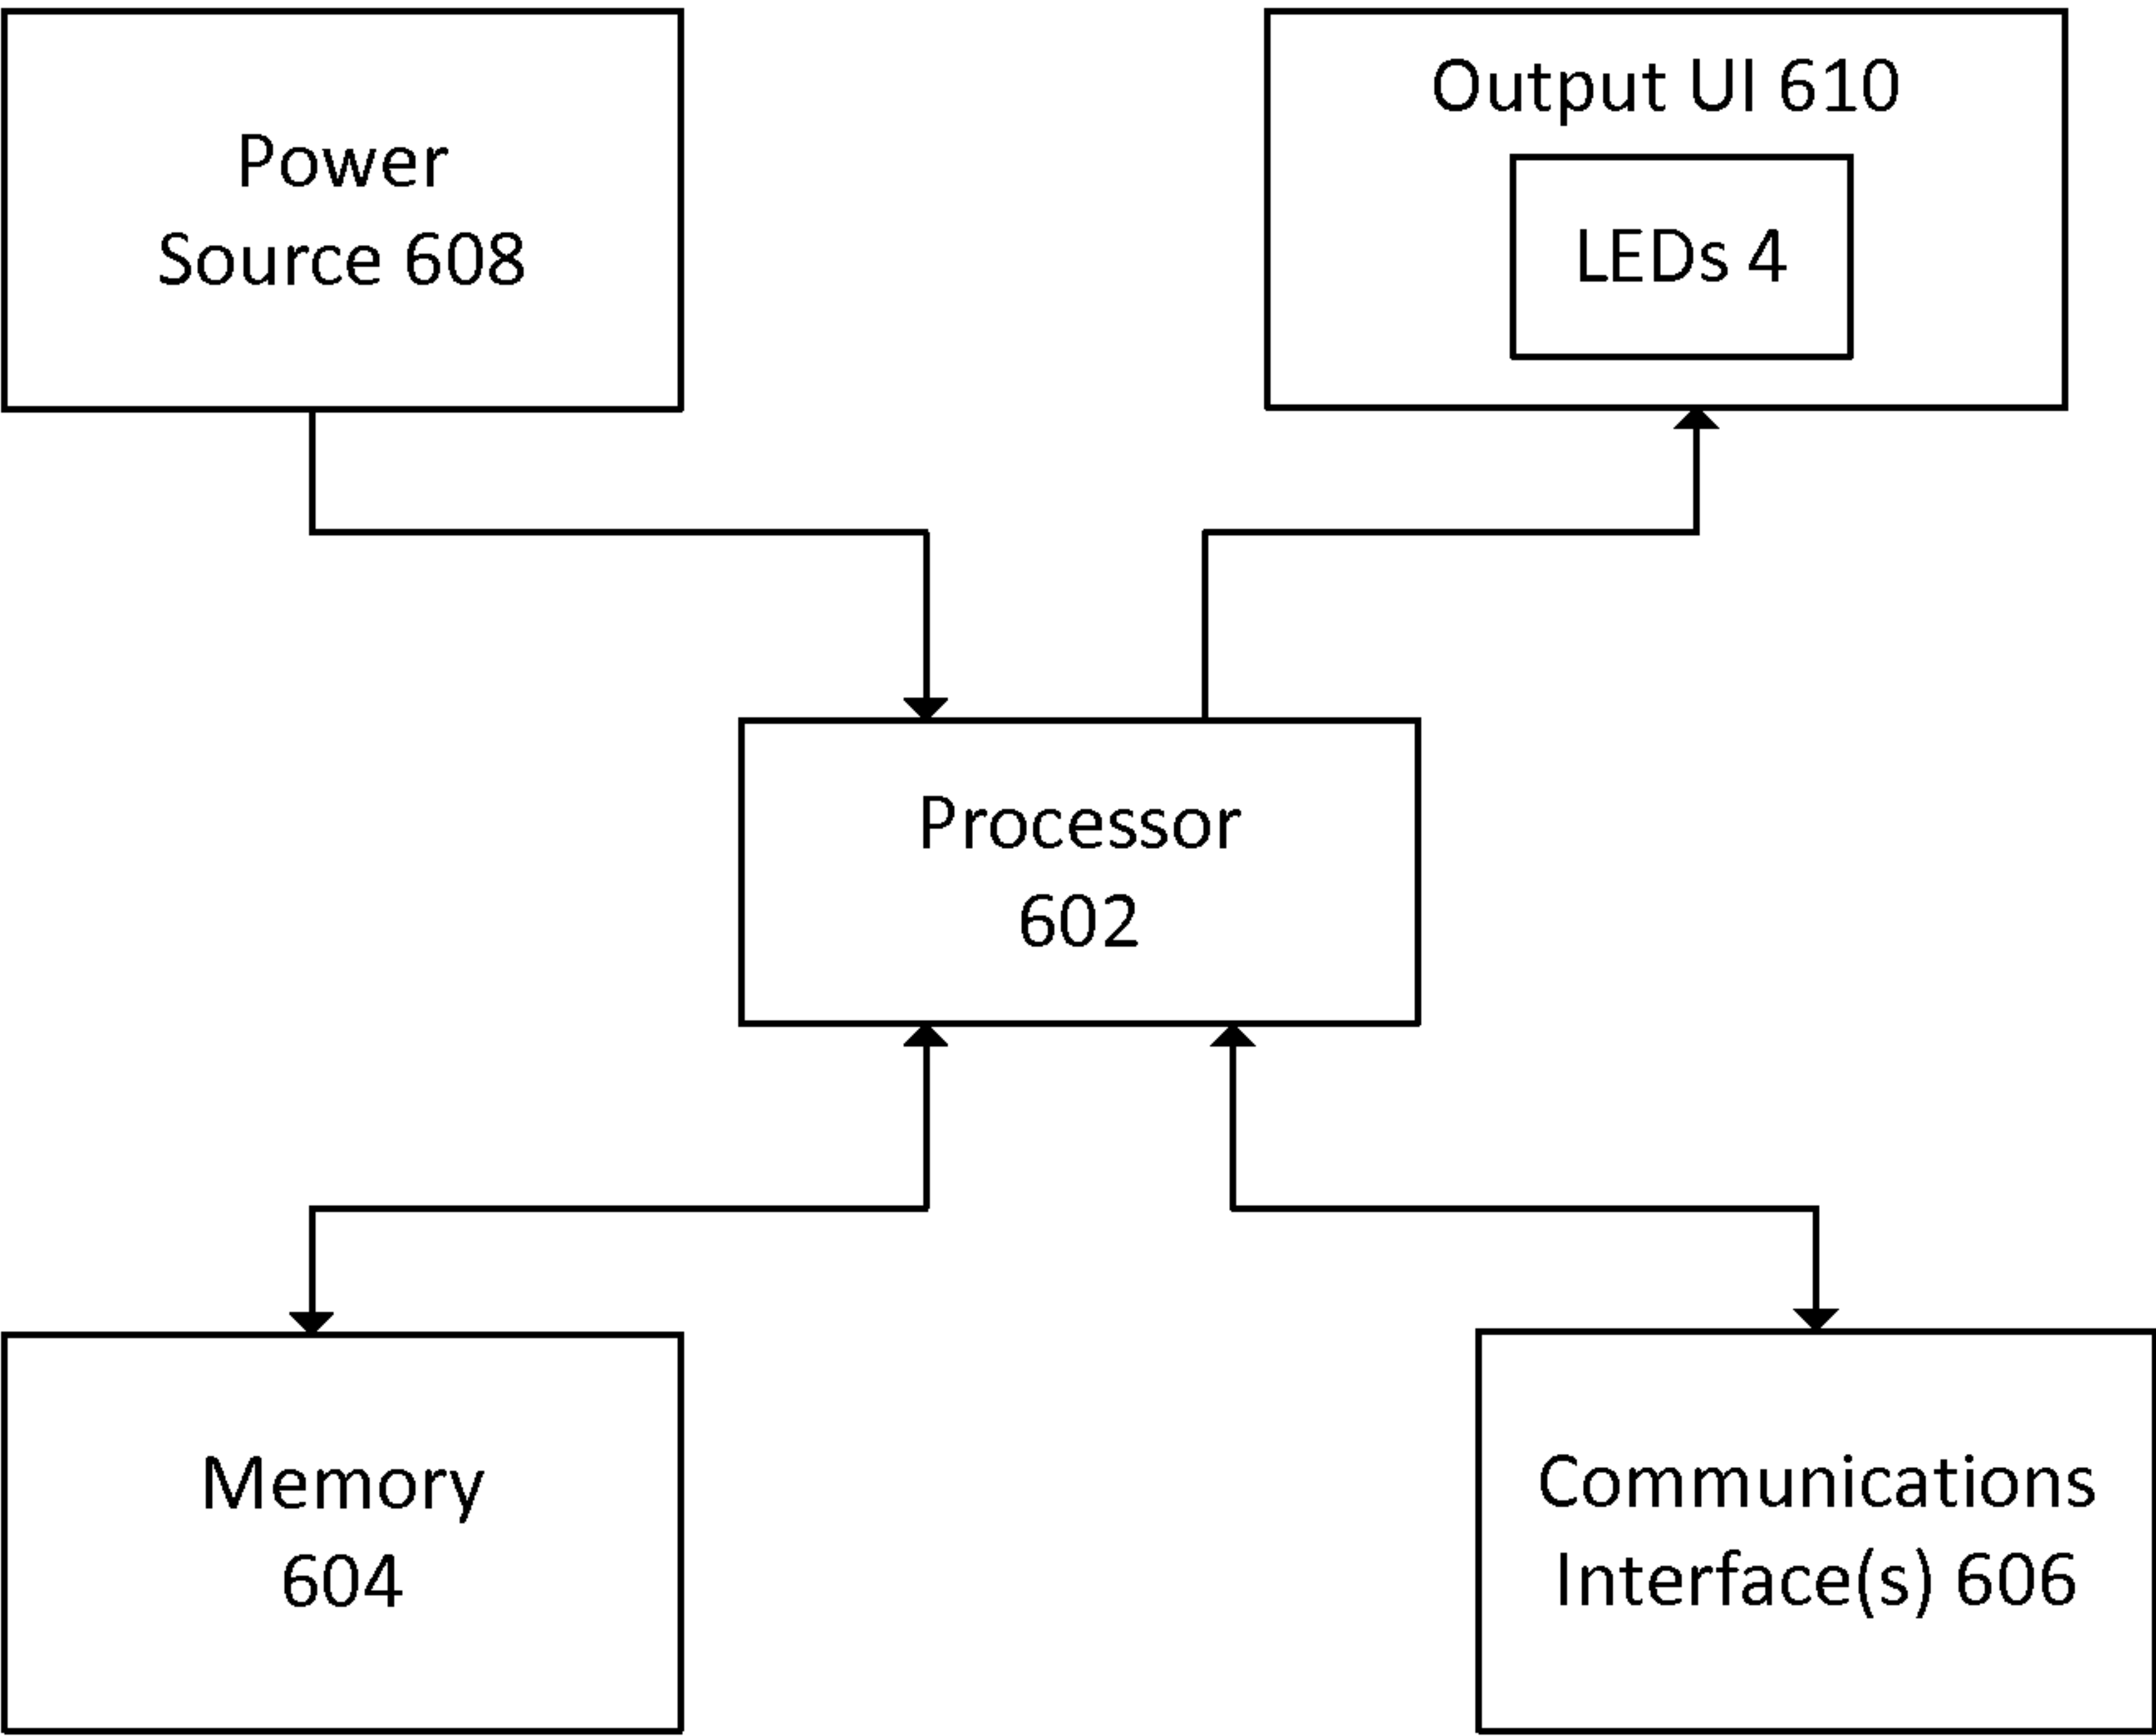 Power
Source 608
Output UI 610
LEDs 4
Processor
602
Memory
604
Communications
Interface(s) 606